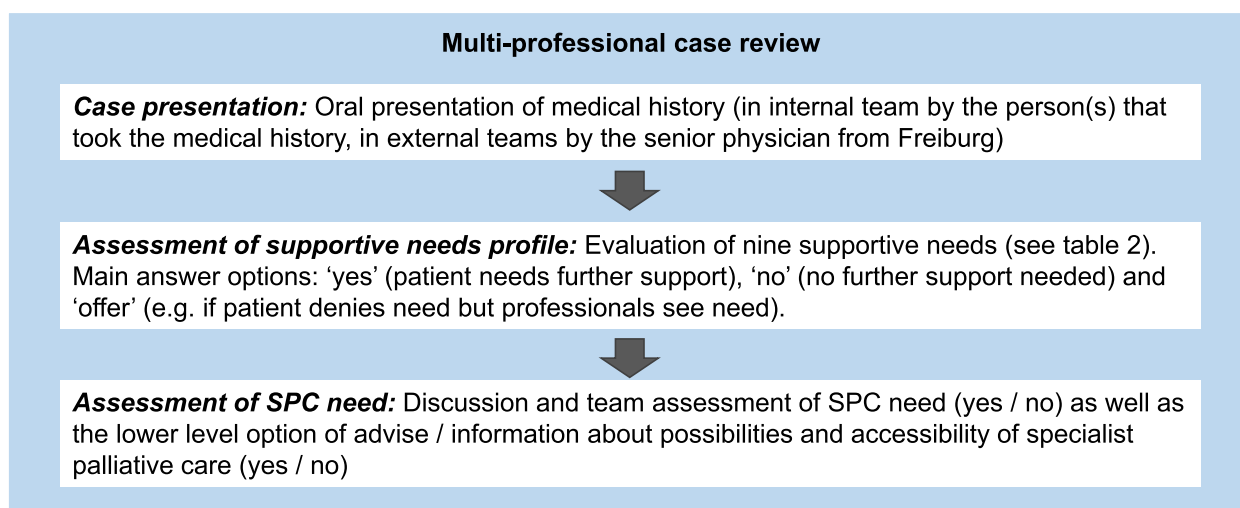 Multi-professional case review
Case presentation: Oral presentation of medical history (in internal team by the person(s) that
took the medical history, in external teams by the senior physician from Freiburg)
Assessment of supportive needs profile: Evaluation of nine supportive needs (see table 2).
Main answer options: ‘yes’ (patient needs further support), ‘no’ (no further support needed) and
‘offer’ (e.g. if patient denies need but professionals see need).
Assessment of SPC need: Discussion and team assessment of SPC need (yes / no) as well as
the lower level option of advise / information about possibilities and accessibility of specialist
palliative care (yes / no)